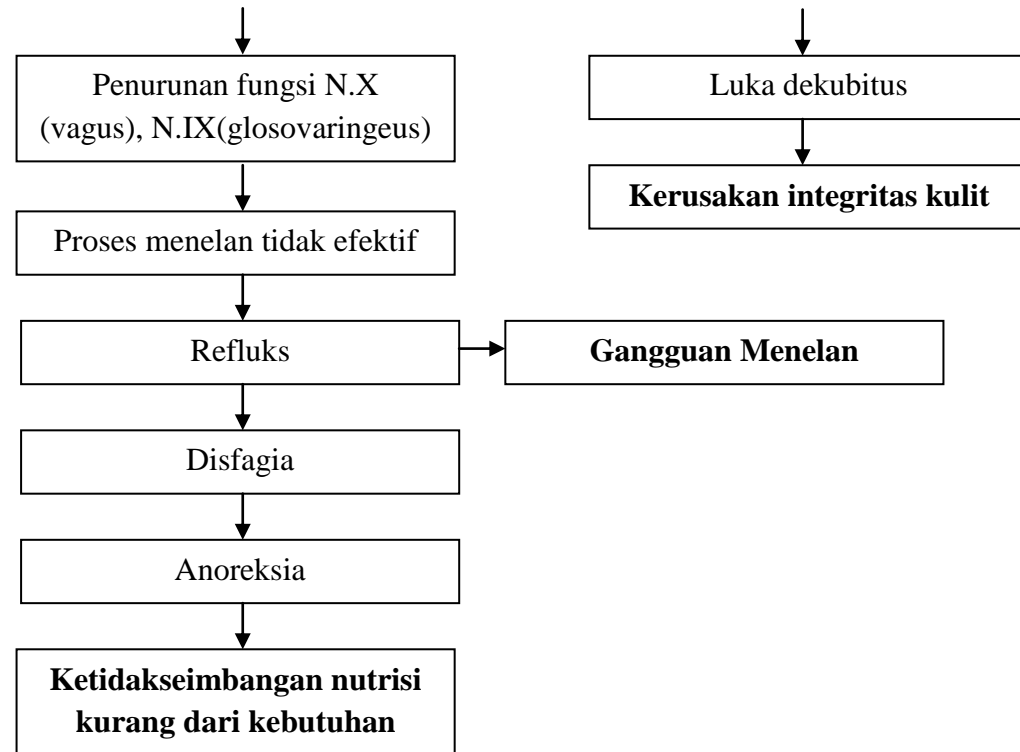 Penurunan fungsi N.X
(vagus), N.IX(glosovaringeus)
Proses menelan tidak efektif
Refluks
Disfagia
Anoreksia
Ketidakseimbangan nutrisi
kurang dari kebutuhan
Gangguan Menelan
Luka dekubitus
Kerusakan integritas kulit